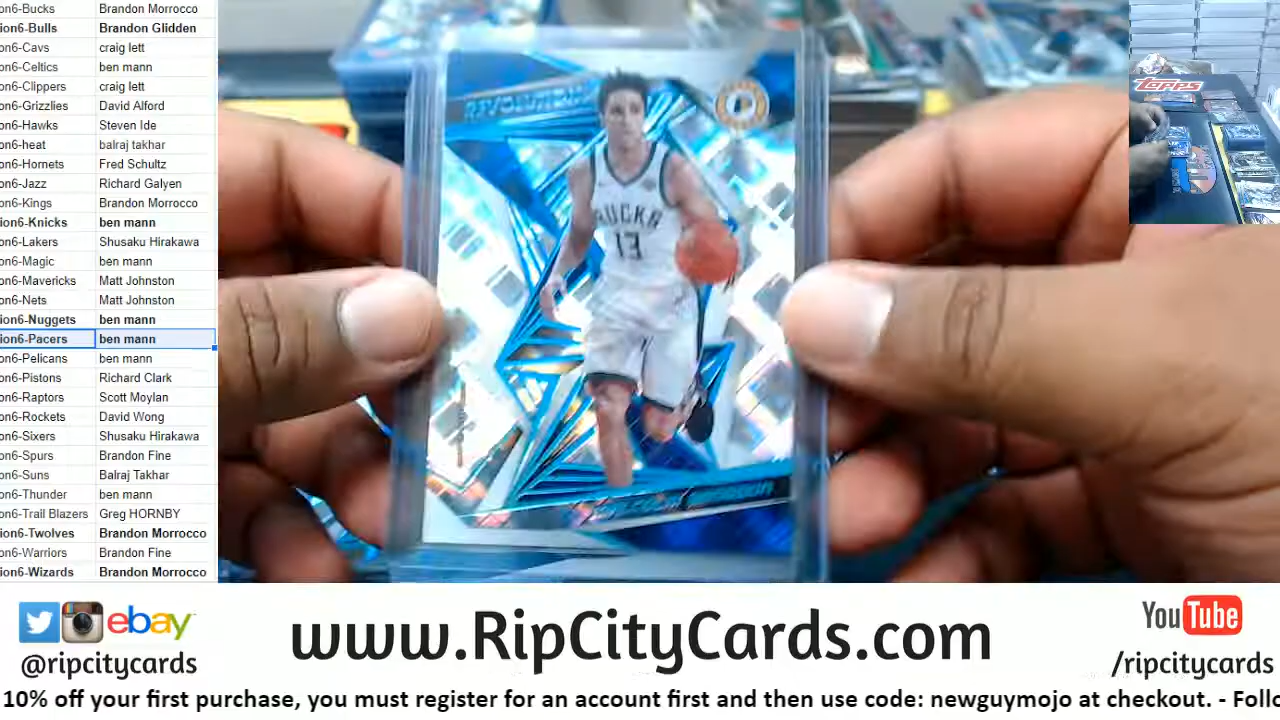 on6-Bucks Brandon Morrocco
ion6-Bulls Brandon Glidden
on6-Cavs craig lett
on6-Celtics ben mann
on6-Clippers craig lett
on6-Grizzlies David Alford
on6-Hawks Steven Ide
on6-heat balraj takhar
on6-Hornets Fred Schultz
on6-Jazz Richard Galyen
on6-Kings Brandon Morrocco
ion6-Knicks ben mann
on6-Lakers Shusaku Hirakawa
on6-Magic ben mann
on6-Mavericks Matt Johnston
on6-Nets Matt Johnston
ion6-Nuggets ben mann
ion6-Pacers ben mann
on6-Pelicans ben mann
on6-Pistons Richard Clark
on6-Raptors Scott Moylan
on6-Rockets David Wong
on6-Sixers Shusaku Hirakawa
on6-Spurs Brandon Fine
on6-Suns Balraj Takhar
on6-Thunder ben mann
on6-Trail Blazers Greg HORNBY
ion6-Twolves Brandon Morrocco
on6-Warriors Brandon Fine
ion6-Wizards Brandon Morrocco
REVOLUTION
BUCKS
13
Topps
ebay
@ripcitycards
www.RipCityCards.com
YouTube
/ripcitycards
10% off your first purchase, you must register for an account first and then use code: newguymojo at checkout. - Follo